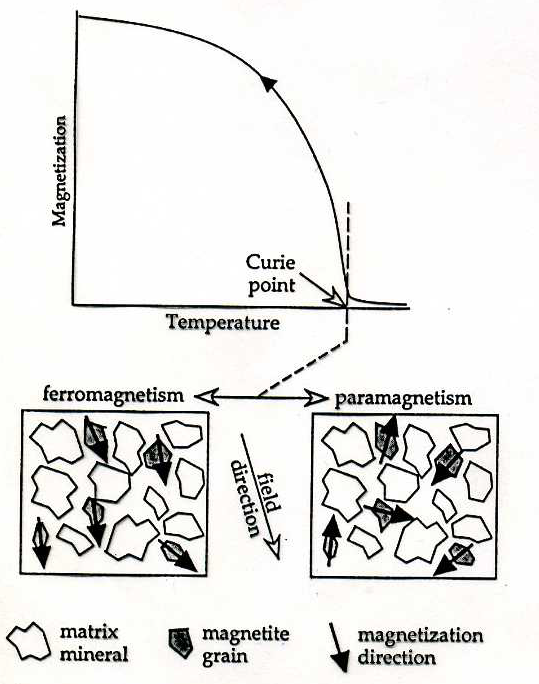 Magnetization
Curie
point
Temperature
ferromagnetism
paramagnetism
field
direction
matrix
mineral
magnetite
grain
magnetization
direction